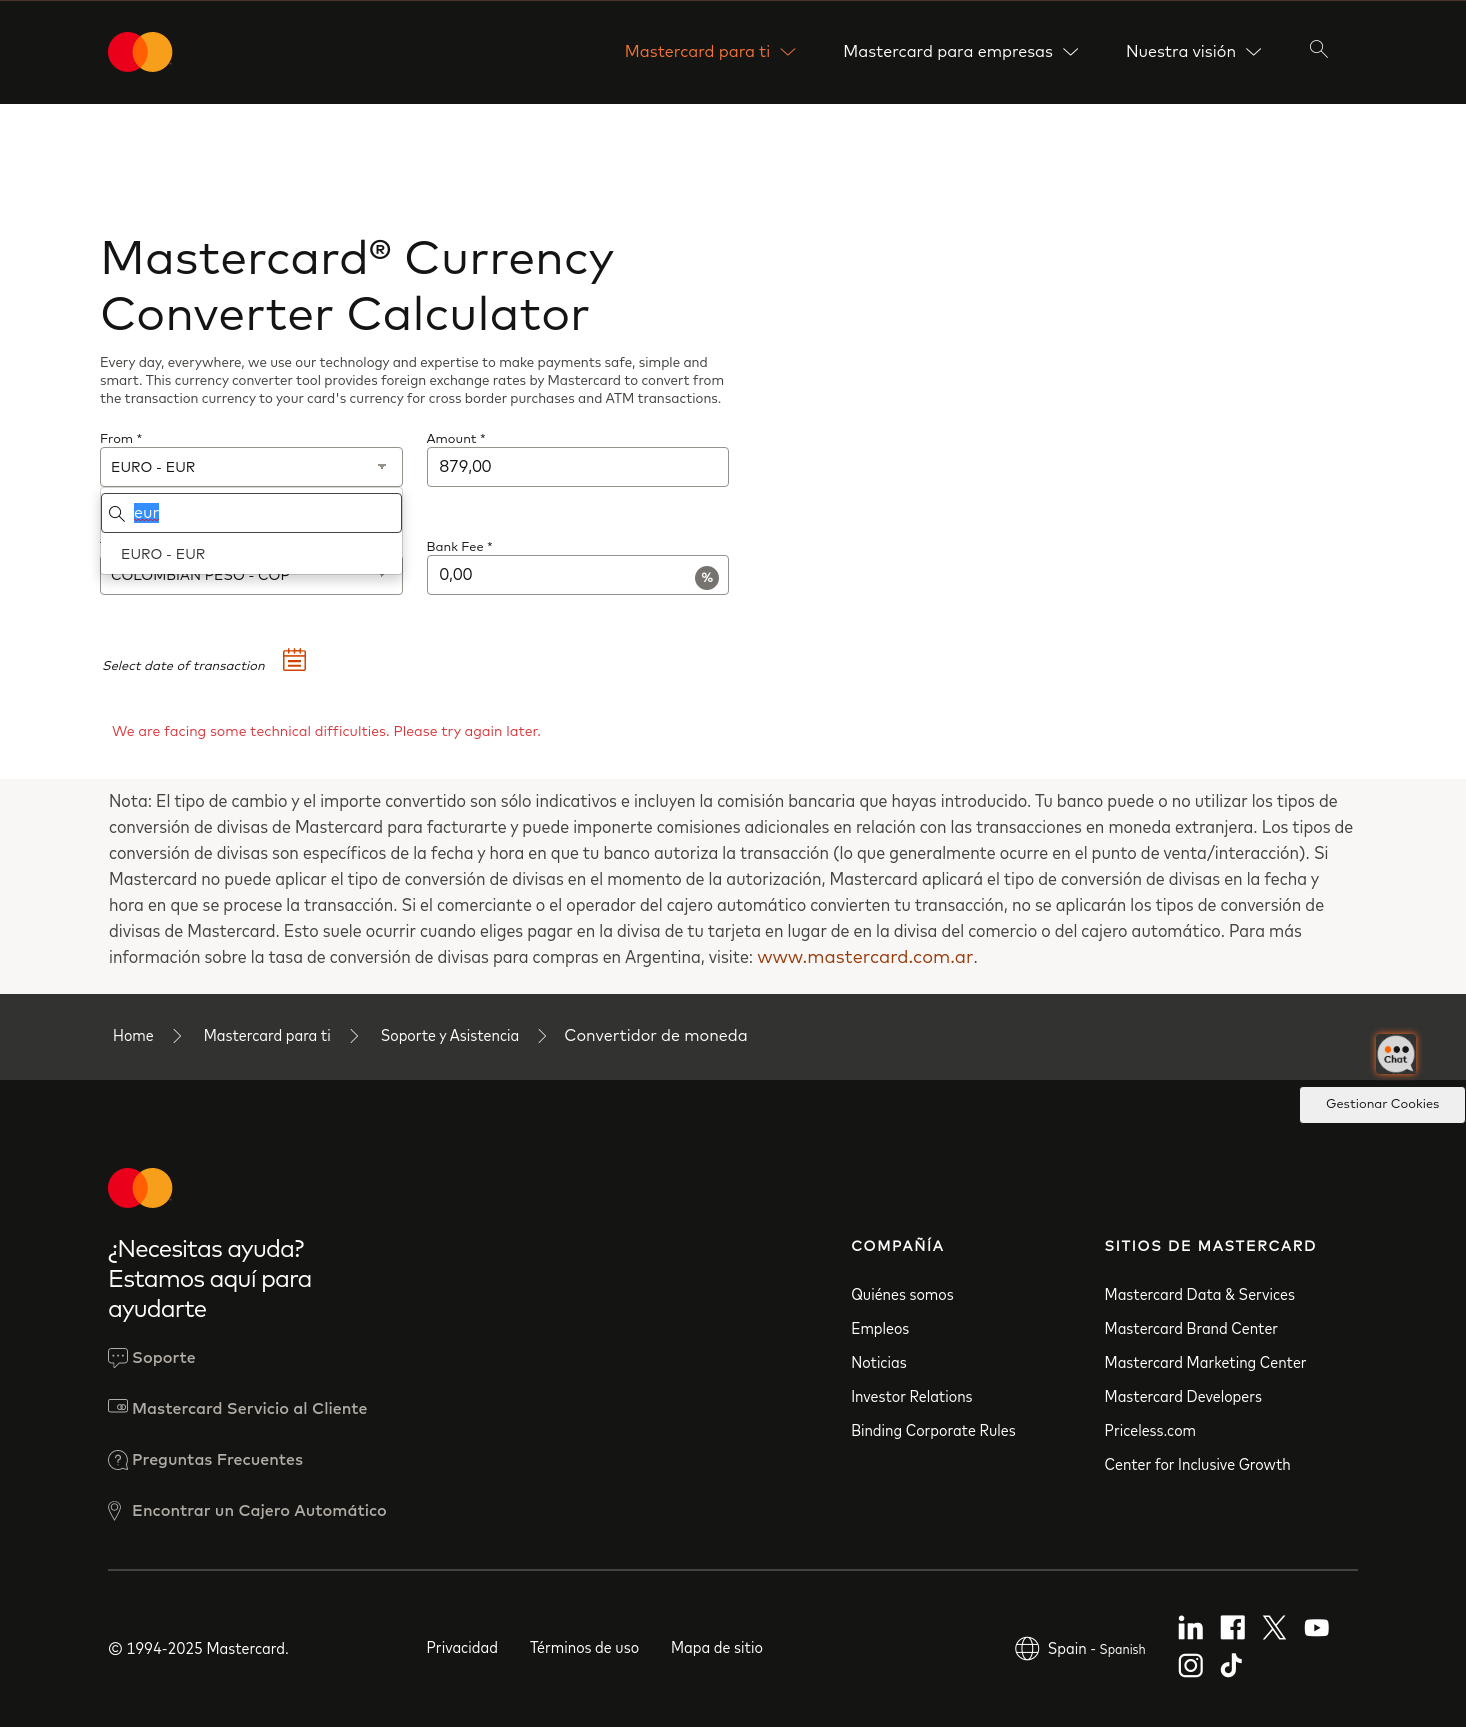 Mastercard para ti
Mastercard para empresas
Nuestra visión
Mastercard® Currency
Converter Calculator
Every day, everywhere, we use our technology and expertise to make payments safe, simple and
smart. This currency converter tool provides foreign exchange rates by Mastercard to convert from
the transaction currency to your card's currency for cross border purchases and ATM transactions.
From *
Amount *
EURO - EUR
879,00
eur
EURO - EUR
Bank Fee *
COLOMBIAN PESO - COP
0,00
%
Select date of transaction
We are facing some technical difficulties. Please try again later.
Nota: El tipo de cambio y el importe convertido son sólo indicativos e incluyen la comisión bancaria que hayas introducido. Tu banco puede o no utilizar los tipos de
conversión de divisas de Mastercard para facturarte y puede imponerte comisiones adicionales en relación con las transacciones en moneda extranjera. Los tipos de
conversión de divisas son específicos de la fecha y hora en que tu banco autoriza la transacción (lo que generalmente ocurre en el punto de venta/interacción). Si
Mastercard no puede aplicar el tipo de conversión de divisas en el momento de la autorización, Mastercard aplicará el tipo de conversión de divisas en la fecha y
hora en que se procese la transacción. Si el comerciante o el operador del cajero automático convierten tu transacción, no se aplicarán los tipos de conversión de
divisas de Mastercard. Esto suele ocurrir cuando eliges pagar en la divisa de tu tarjeta en lugar de en la divisa del comercio o del cajero automático. Para más
información sobre la tasa de conversión de divisas para compras en Argentina, visite: www.mastercard.com.ar.
Home
Mastercard para ti
Soporte y Asistencia
Convertidor de moneda
Chat
Gestionar Cookies
¿Necesitas ayuda?
Estamos aquí para
ayudarte
Soporte
Mastercard Servicio al Cliente
Preguntas Frecuentes
Encontrar un Cajero Automático
COMPAÑÍA
Quiénes somos
Empleos
Noticias
Investor Relations
Binding Corporate Rules
SITIOS DE MASTERCARD
Mastercard Data & Services
Mastercard Brand Center
Mastercard Marketing Center
Mastercard Developers
Priceless.com
Center for Inclusive Growth
© 1994-2025 Mastercard.
Privacidad
Términos de uso
Mapa de sitio
Spain - Spanish